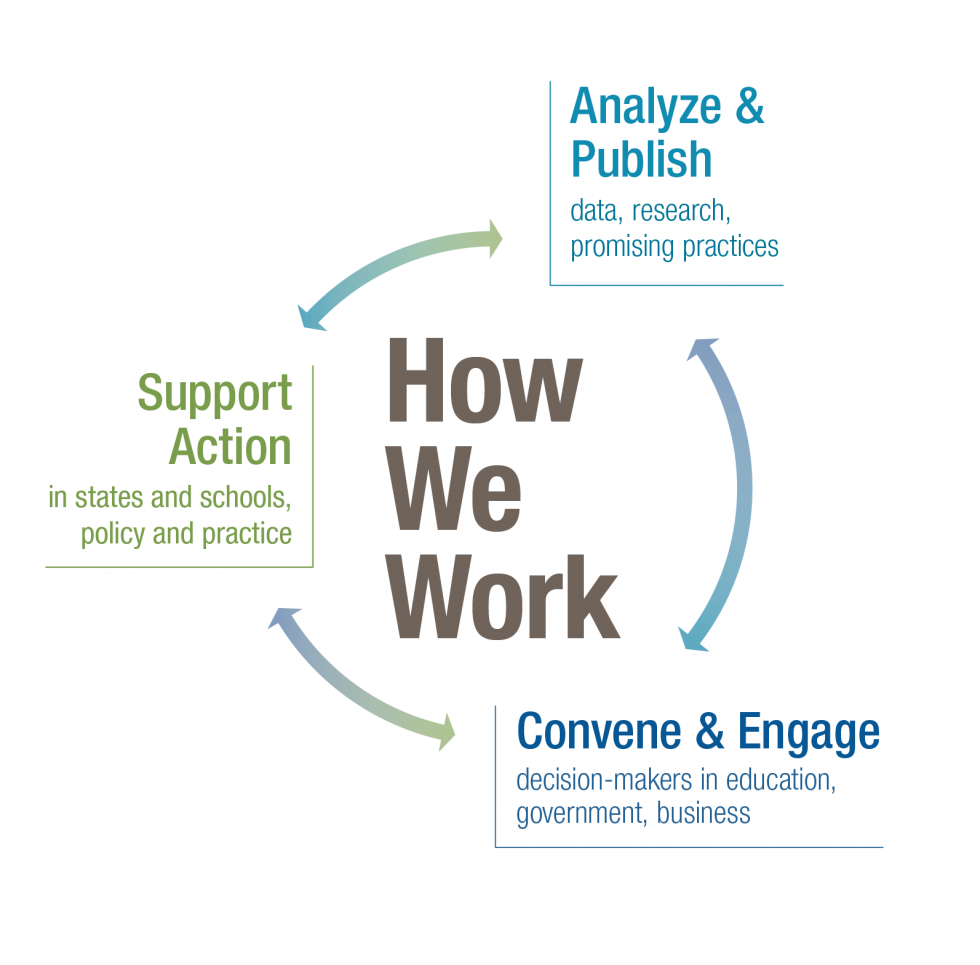 Analyze &
Publish
data, research,
promising practices
How
We
Work
Support
Action
in states and schools,
policy and practice
Convene & Engage
decision-makers in education,
government, business